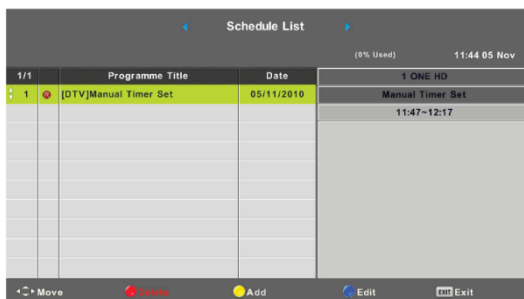 Schedule List
(0% Used) 11:44 05 Nov
1/1 Programme Title Date 1 ONE HD
1 R [DTV]Manual Timer Set 05/11/2010 Manual Timer Set
11:47~12:17
Move Delete Add Edit EXIT Exit